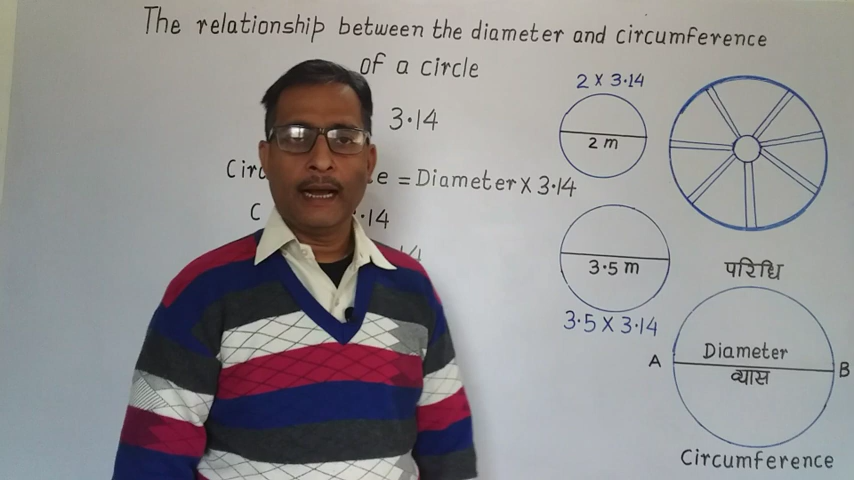 The relationship between the diameter and circumference
of a circle
3.14
Circ e = Diameter X 3.14
C .14
2 X 3.14
2 m
3.5 m
3.5 X 3.14
परिधि
Diameter
A B
व्यास
Circumference